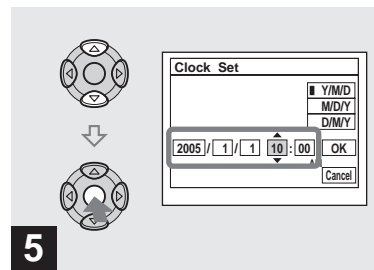 Clock Set
Y/M/D
M/D/Y
D/M/Y
2005 / 1 / 1 10 : 00 OK
Cancel
5